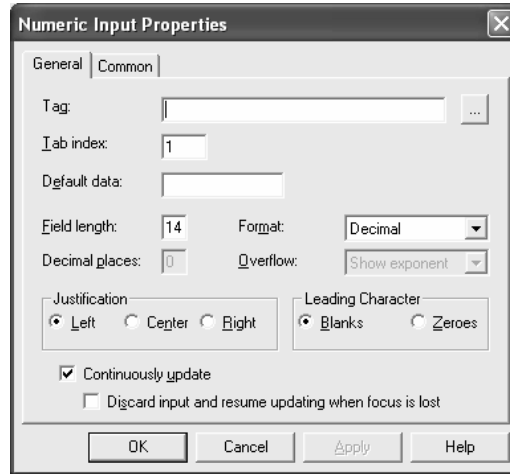 Numeric Input Properties
General Common
Tag: ...
Tab index: 1
Default data:
Field length: 14 Format: Decimal
Decimal places: 0 Overflow: Show exponent
Justification Leading Character
Left Center Right Blanks Zeroes
Continuously update
Discard input and resume updating when focus is lost
OK Cancel Apply Help